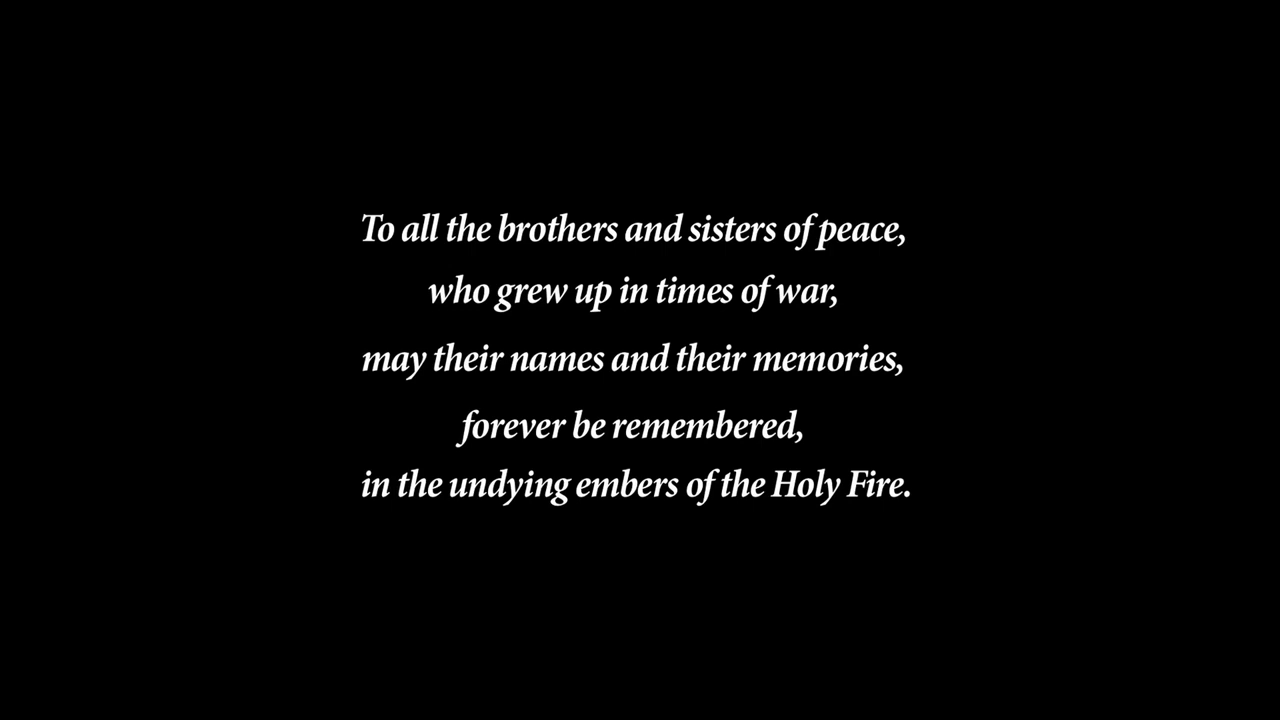 To all the brothers and sisters of peace,
who grew up in times of war,
may their names and their memories,
forever be remembered,
in the undying embers of the Holy Fire.